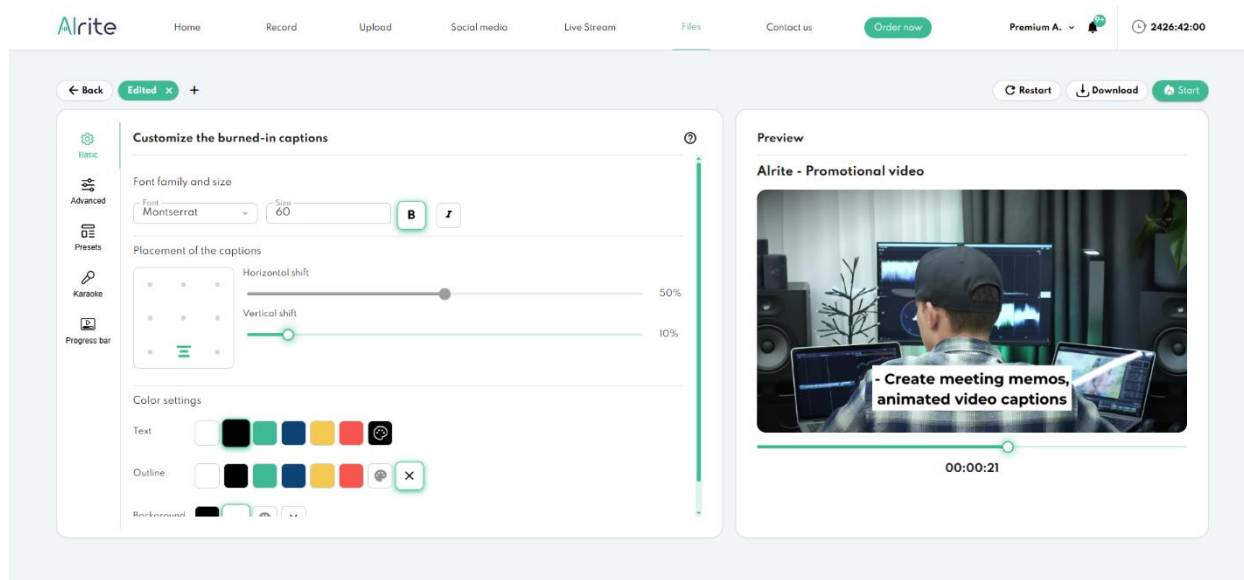 Alrite
Home Record Upload Social media Live Stream Files Contact us Order now Premium A. 9+ 2426:42:00
Back Edited × + Restart Download Start
Basic
Advanced
Presets
Karaoke
Progress bar
Customize the burned-in captions
Font family and size
Font Size
Montserrat 60 B I
Placement of the captions
Horizontal shift
50%
Vertical shift
10%
Color settings
Text
Outline
Background
Preview
Alrite - Promotional video
- Create meeting memos,
animated video captions
00:00:21